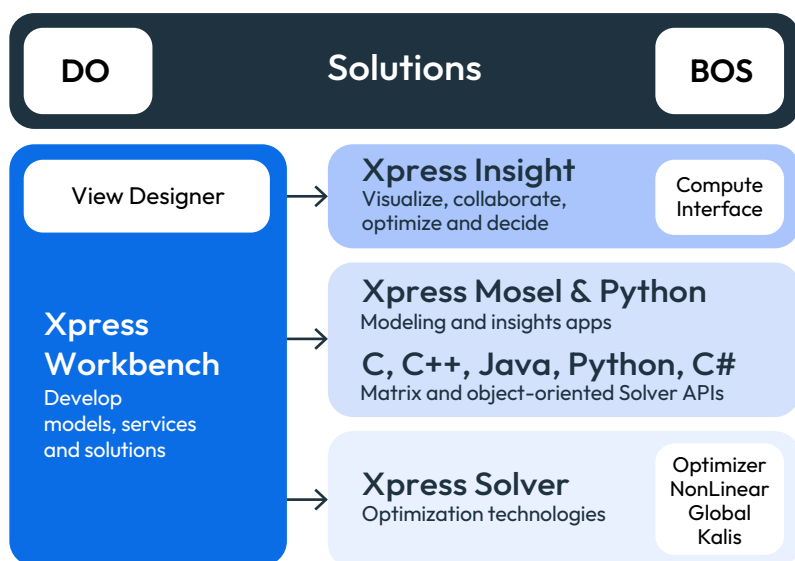 DO
Solutions
BOS
View Designer
Xpress
Workbench
Develop
models, services
and solutions
Xpress Insight
Visualize, collaborate,
optimize and decide
Compute
Interface
Xpress Mosel & Python
Modeling and insights apps
C, C++, Java, Python, C#
Matrix and object-oriented Solver APIs
Xpress Solver
Optimization technologies
Optimizer
NonLinear
Global
Kalis